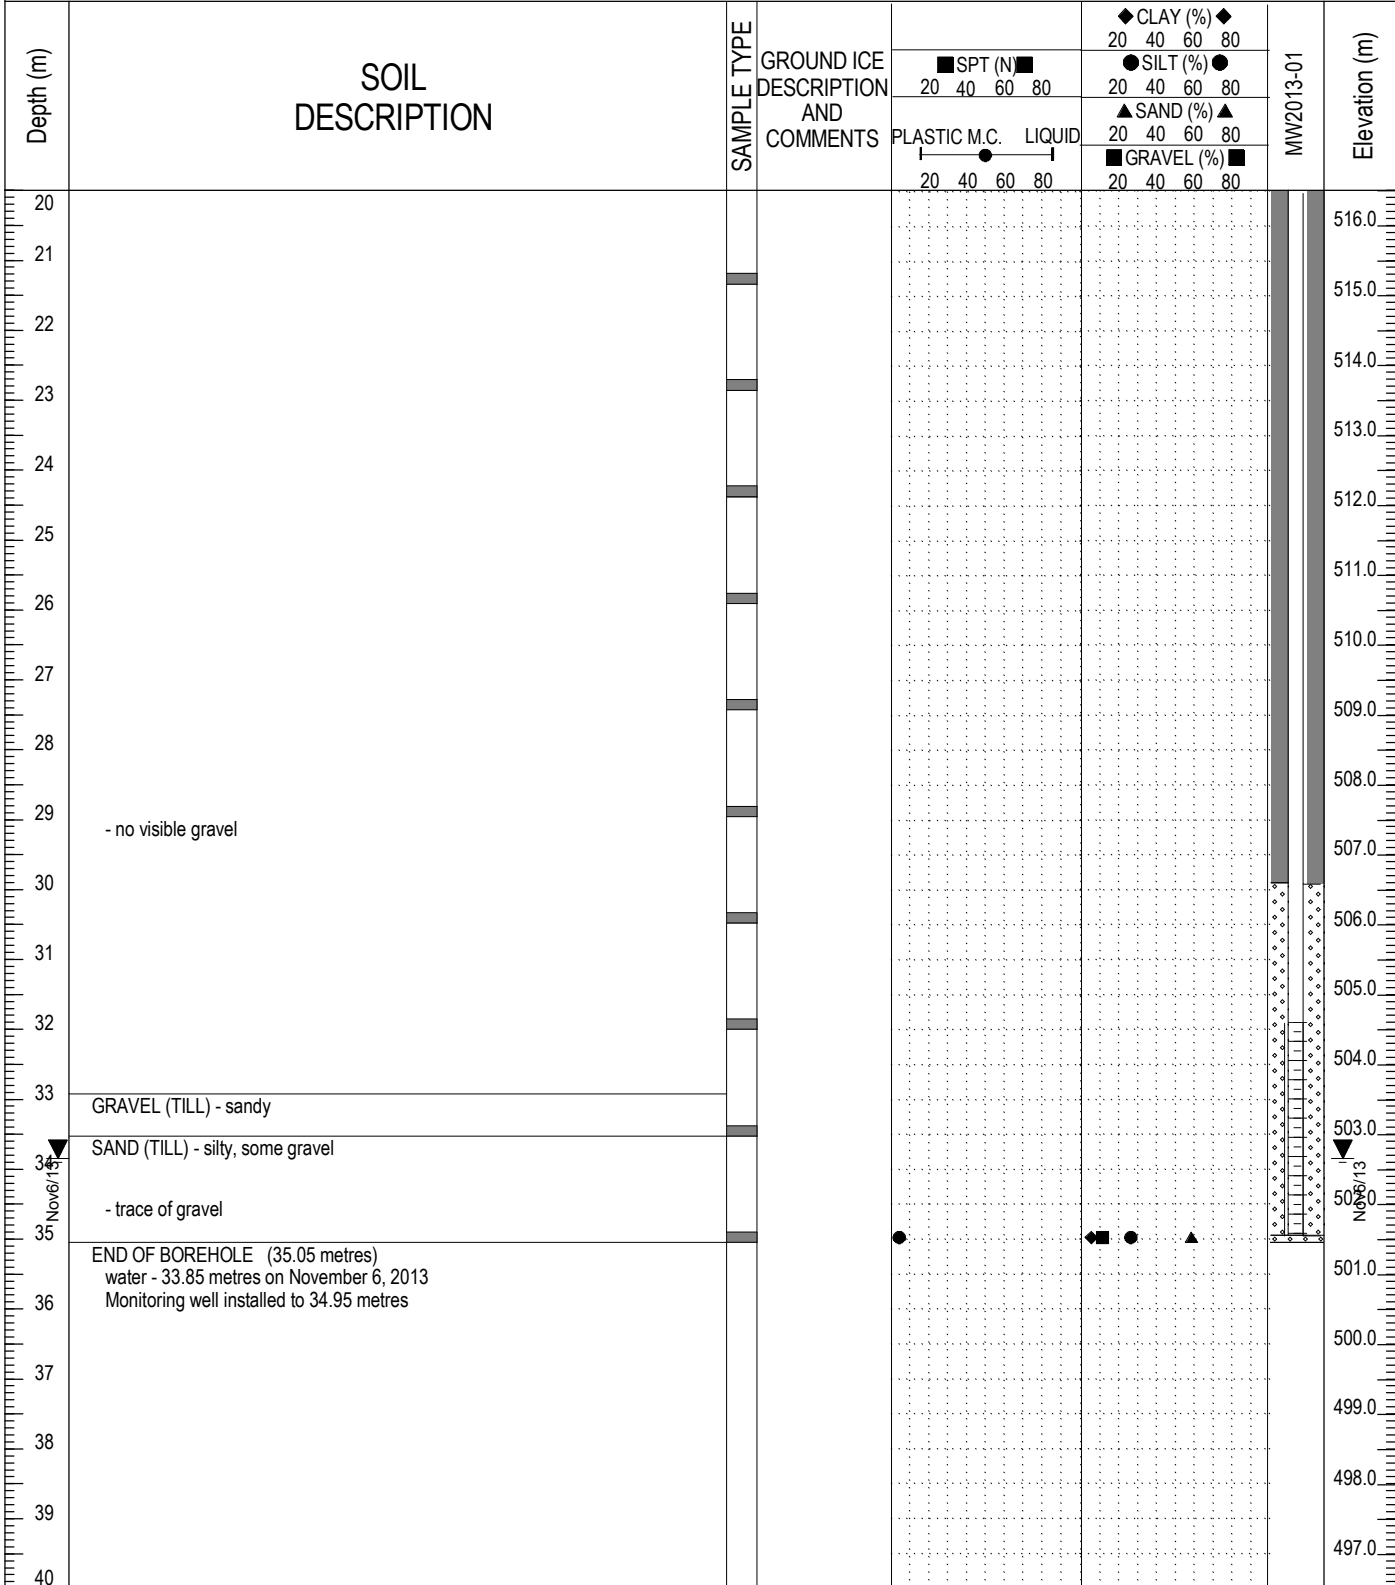 Depth (m)
SOIL
DESCRIPTION
SAMPLE TYPE
GROUND ICE
DESCRIPTION
AND
COMMENTS
SPT (N)
20 40 60 80
PLASTIC M.C. LIQUID
20 40 60 80
CLAY (%)
20 40 60 80
SILT (%)
20 40 60 80
SAND (%)
20 40 60 80
GRAVEL (%)
20 40 60 80
MW2013-01
Elevation (m)
20
516.0
21
515.0
22
514.0
23
513.0
24
512.0
25
511.0
26
510.0
27
509.0
28
508.0
29
- no visible gravel
507.0
30
506.0
31
505.0
32
504.0
33
GRAVEL (TILL) - sandy
503.0
SAND (TILL) - silty, some gravel
34
Nov6/13
Nov6/13
- trace of gravel
502.0
35
END OF BOREHOLE (35.05 metres)
water - 33.85 metres on November 6, 2013
501.0
Monitoring well installed to 34.95 metres
36
500.0
37
499.0
38
498.0
39
497.0
40